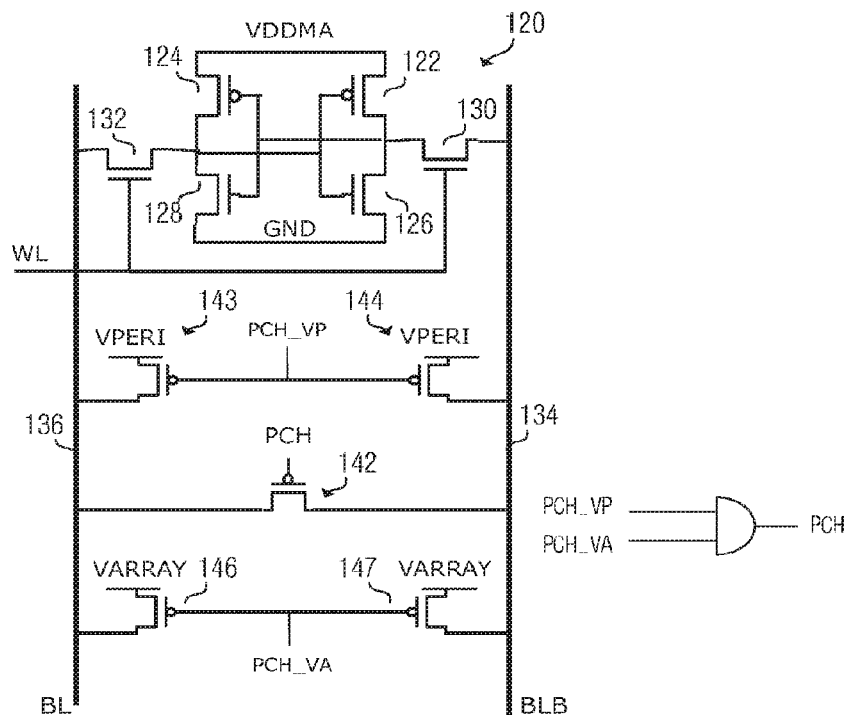 VDDMA
120
124
122
132
130
128
126
GND
WL
143
144
VPERI
PCH_VP
VPERI
136
134
PCH
142
PCH_VP
PCH
PCH_VA
VARRAY
146
147
VARRAY
PCH_VA
BL
BLB